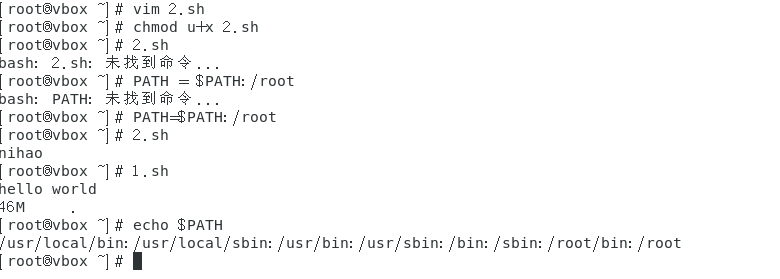 [root@vbox ~]# vim 2.sh
[root@vbox ~]# chmod u+x 2.sh
[root@vbox ~]# 2.sh
bash: 2.sh: 未找到命令...
[root@vbox ~]# PATH = $PATH:/root
bash: PATH: 未找到命令...
[root@vbox ~]# PATH=$PATH:/root
[root@vbox ~]# 2.sh
nihao
[root@vbox ~]# 1.sh
hello world
46M     .
[root@vbox ~]# echo $PATH
/usr/local/bin:/usr/local/sbin:/usr/bin:/usr/sbin:/bin:/sbin:/root/bin:/root
[root@vbox ~]#